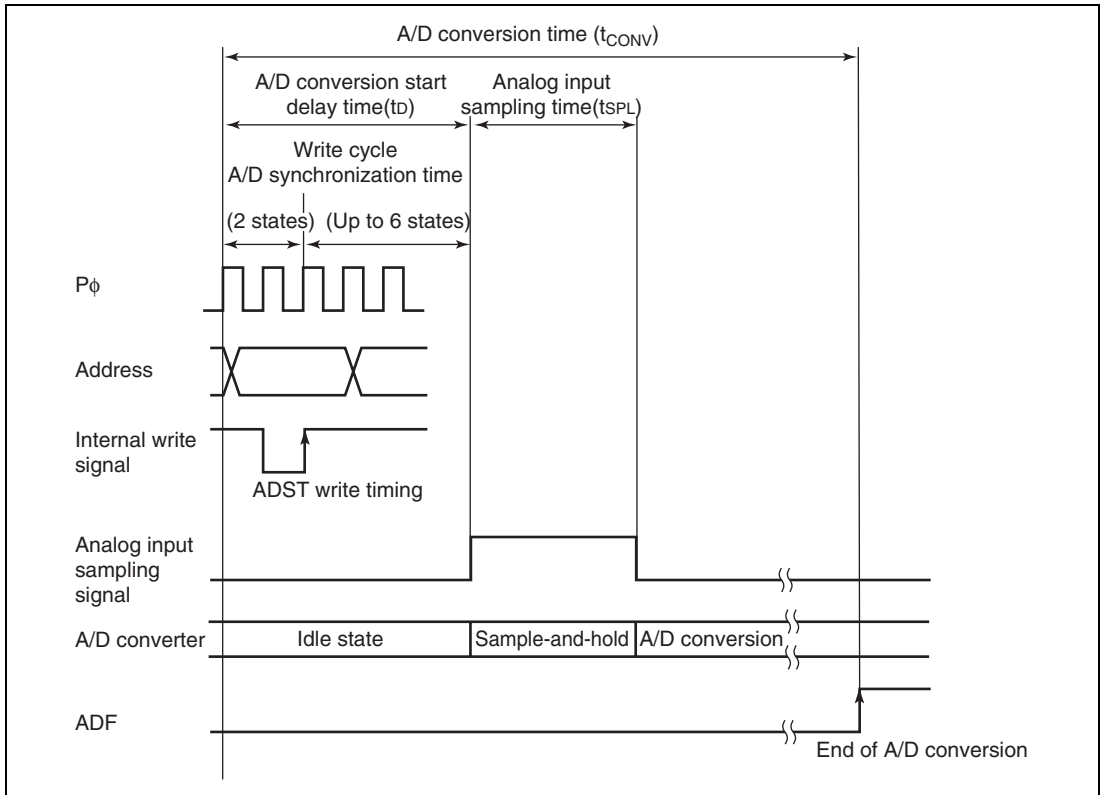 A/D conversion time (tCONV)
A/D conversion start
delay time(tD)
Analog input
sampling time(tSPL)
Write cycle
A/D synchronization time
(2 states) (Up to 6 states)
Pϕ
Address
Internal write
signal
ADST write timing
Analog input
sampling
signal
A/D converter
Idle state
Sample-and-hold
A/D conversion
ADF
End of A/D conversion